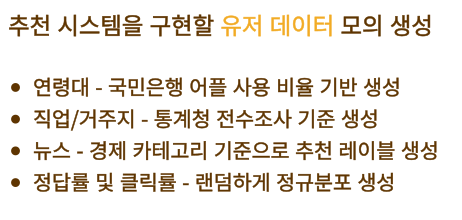 추천 시스템을 구현할 유저 데이터 모의 생성
• 연령대 - 국민은행 어플 사용 비율 기반 생성
• 직업/거주지 - 통계청 전수조사 기준 생성
• 뉴스 - 경제 카테고리 기준으로 추천 레이블 생성
• 정답률 및 클릭률 - 랜덤하게 정규분포 생성